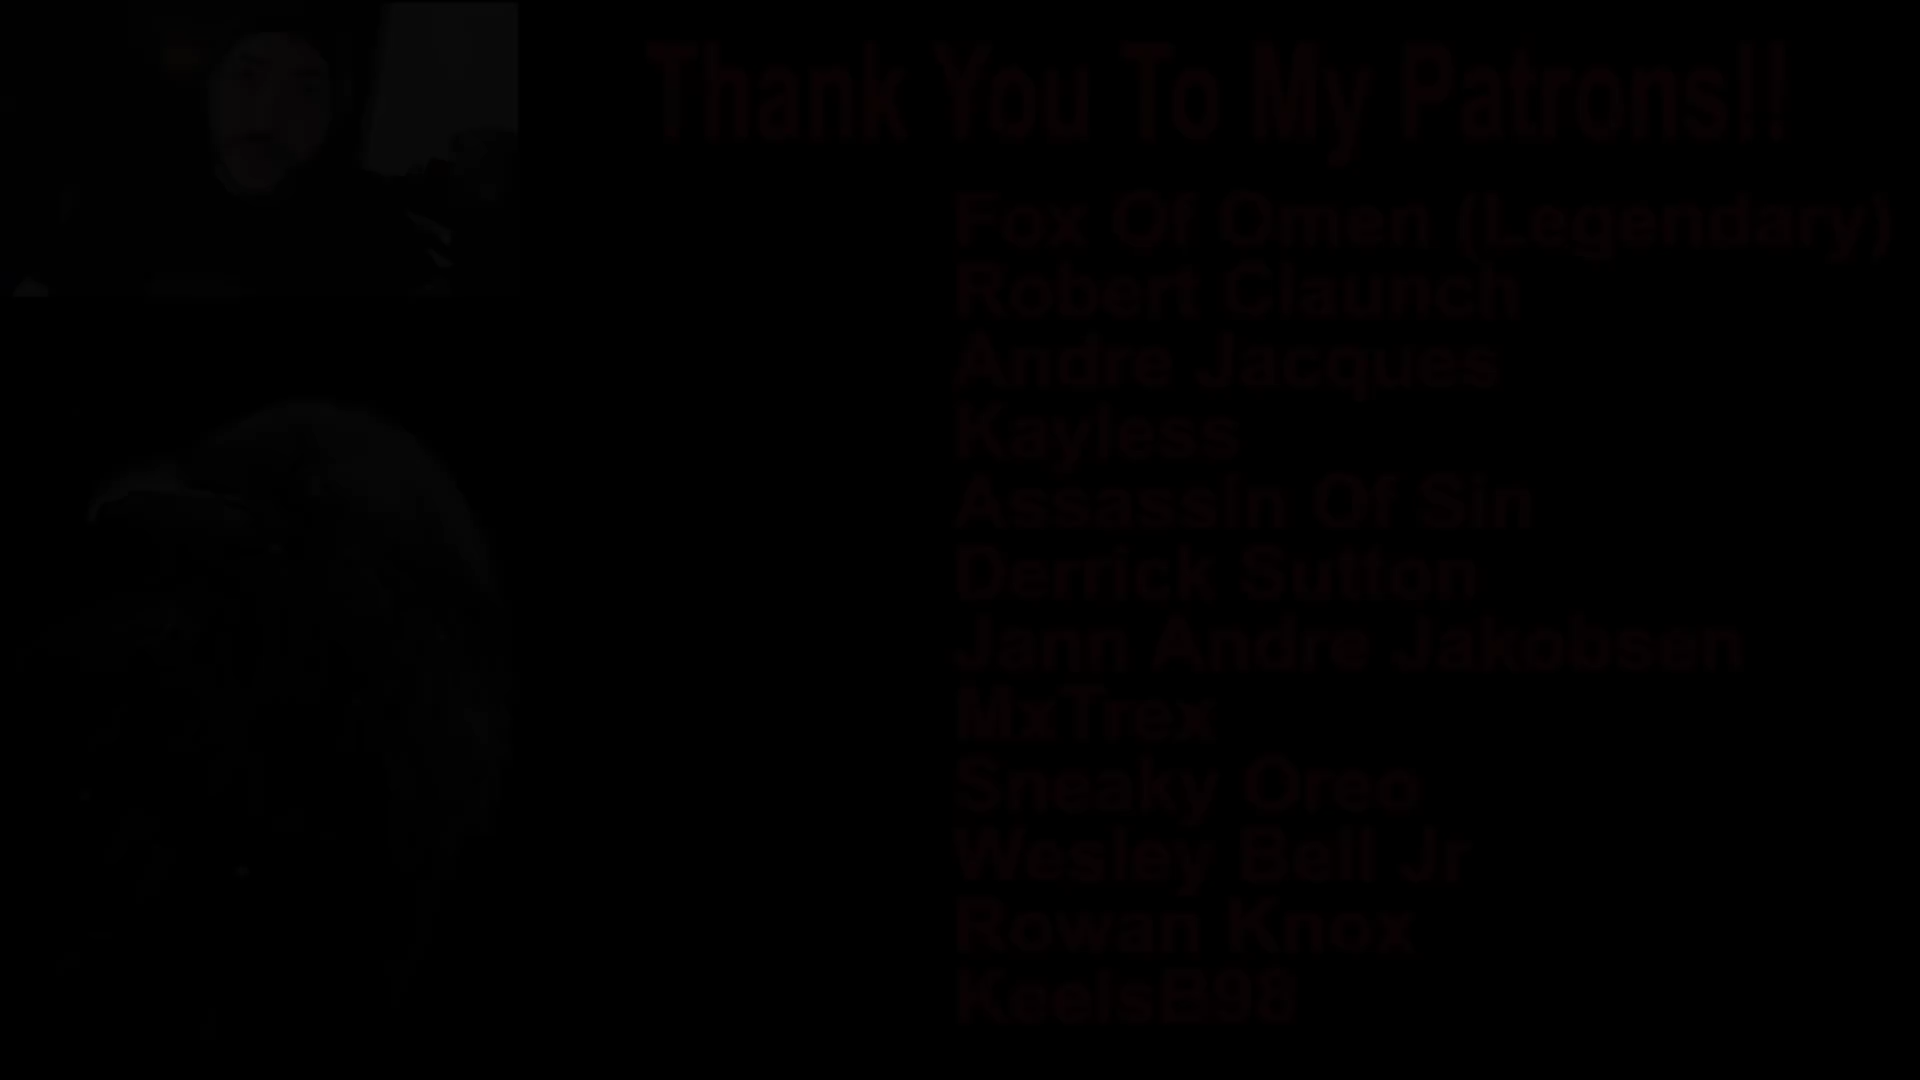 Thank You To My Patrons!!
Fox Of Omen (Legendary)
Robert Claunch
Andre Jacques
Kayless
Assassin Of Sin
Derrick Sutton
Jann Andre Jakobsen
MxTrex
Sneaky Oreo
Wesley Bell Jr
Rowan Knox
KeelsB98